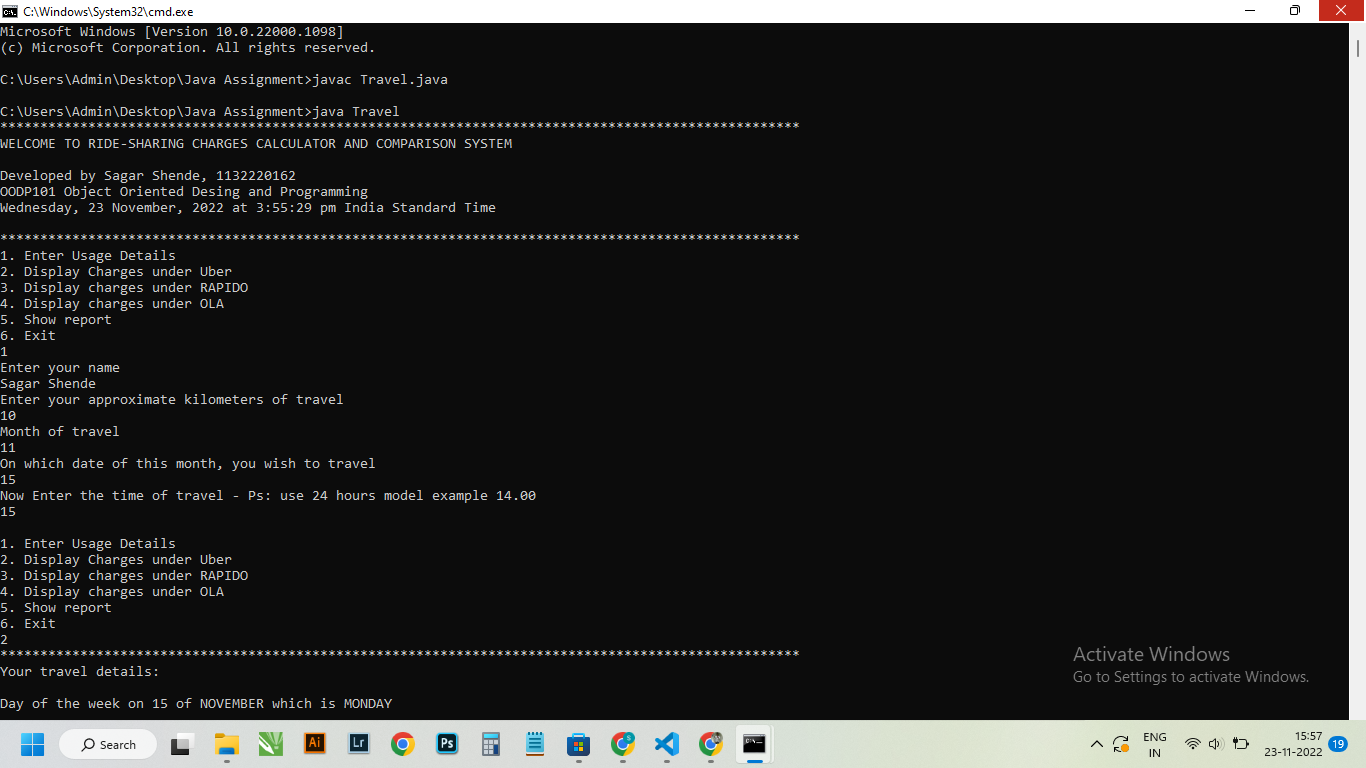 C:\Windows\System32\cmd.exe
Microsoft Windows [Version 10.0.22000.1098]
(c) Microsoft Corporation. All rights reserved.
C:\Users\Admin\Desktop\Java Assignment>javac Travel.java
C:\Users\Admin\Desktop\Java Assignment>java Travel
****************************************************************************************************
WELCOME TO RIDE-SHARING CHARGES CALCULATOR AND COMPARISON SYSTEM
Developed by Sagar Shende, 1132220162
OODP101 Object Oriented Desing and Programming
Wednesday, 23 November, 2022 at 3:55:29 pm India Standard Time
****************************************************************************************************
1. Enter Usage Details
2. Display Charges under Uber
3. Display charges under RAPIDO
4. Display charges under OLA
5. Show report
6. Exit
1
Enter your name
Sagar Shende
Enter your approximate kilometers of travel
10
Month of travel
11
On which date of this month, you wish to travel
15
Now Enter the time of travel - Ps: use 24 hours model example 14.00
15
1. Enter Usage Details
2. Display Charges under Uber
3. Display charges under RAPIDO
4. Display charges under OLA
5. Show report
6. Exit
2
****************************************************************************************************
Your travel details:
Day of the week on 15 of NOVEMBER which is MONDAY
Activate Windows
Go to Settings to activate Windows.
Search
Ai
Lr
Ps
ENG
IN
15:57
23-11-2022
19